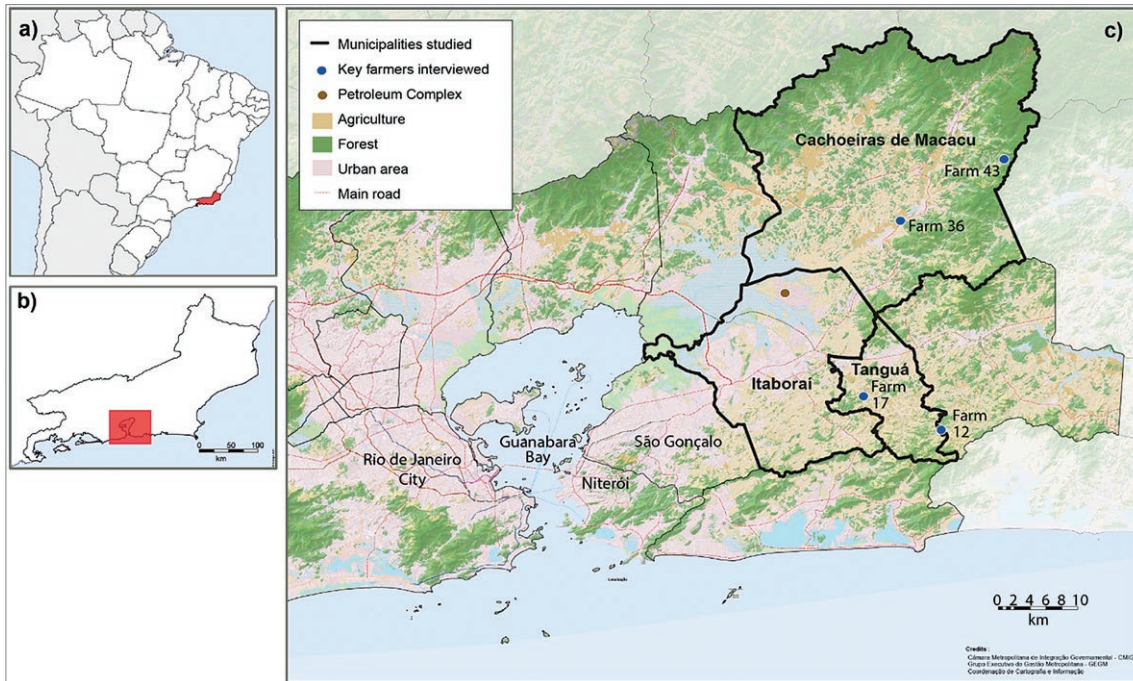 a)
b)
0 50 100
km
c)
Municipalities studied
Key farmers interviewed
Petroleum Complex
Agriculture
Forest
Urban area
Main road
Cachoeiras de Macacu
Farm 43
Farm 36
Tanguá
Itaboraí
Farm
17
Farm
12
Guanabara
Bay
São Gonçalo
Rio de Janeiro
City
Niterói
0 2 4 6 8 10
km
Credits :
Câmara Metropolitana de Integração Governamental - CMIG
Grupo Executivo da Gestão Metropolitana - GEGM
Coordenação de Cartografia e Informação